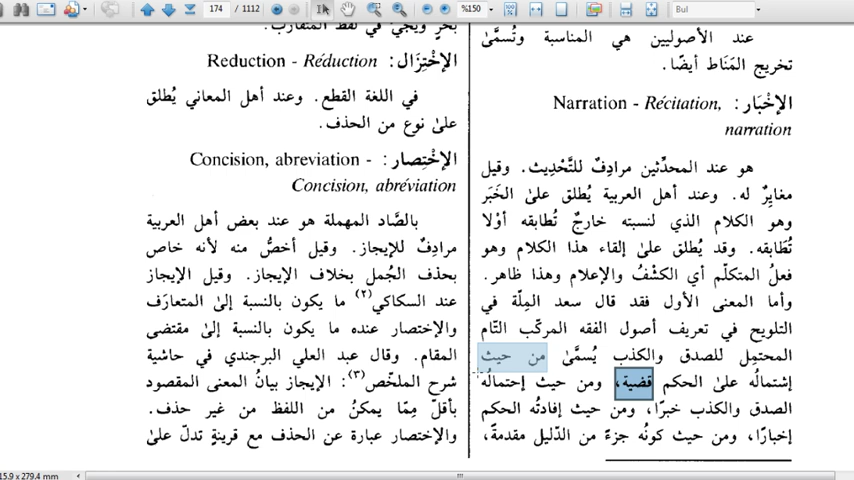 174 / 1112
%150
Bul
عند الأصوليين هي المناسبة وتُسمَّىٰ
تخريج المَنَاط أيضًا.
الإخْبَار: Narration - Récitation,
narration
هو عند المحدِّثين مرادِفٌ للتَّحْدِيث. وقيل
مغايِرٌ له. وعند أهل العربية يُطلق علىٰ الخَبَر
وهو الكلام الذي لنسبته خارجٌ تُطابقه أوْلا
تُطَابقه. وقد يُطلق علىٰ إلقاء هذا الكلام وهو
فعلُ المتكلّم أي الكشْفُ والإعلام وهذا ظاهر.
وأما المعنى الأول فقد قال سعد المِلّة في
التلويح في تعريف أصول الفقه المركّب التّام
المحتمِل للصدق والكذب يُسمَّىٰ من حيث
إشتمالُه علىٰ الحكم قضية، ومن حيث إحتمالُه
الصدق والكذب خبرًا، ومن حيث إفادتُه الحكم
إخبارًا، ومن حيث كونُه جزءً من الدّليل مقدمةً،
بحرٍ ويجيْ في لفظ المتقارب.
الإخْتِزَال: Reduction - Réduction
في اللغة القطع. وعند أهل المعاني يُطلق
علىٰ نوع من الحذف.
الإخْتِصار: Concision, abreviation -
Concision, abréviation
بالصَّاد المهملة هو عند بعض أهل العربية
مرادِفٌ للإيجاز. وقيل أخصُّ منه لأنه خاص
بحذف الجُمل بخلاف الإيجاز. وقيل الإيجاز
عند السكاكي(٢) ما يكون بالنسبة إلىٰ المتعارَف
والإختصار عنده ما يكون بالنسبة إلىٰ مقتضى
المقام. وقال عبد العلي البرجندي في حاشية
شرح الملخّص(٣): الإيجاز بيانُ المعنى المقصود
بأقلّ مِمّا يمكنُ من اللفظ من غير حذف.
والإختصار عبارة عن الحذف مع قرينةٍ تدلّ علىٰ
15.9 x 279.4 mm